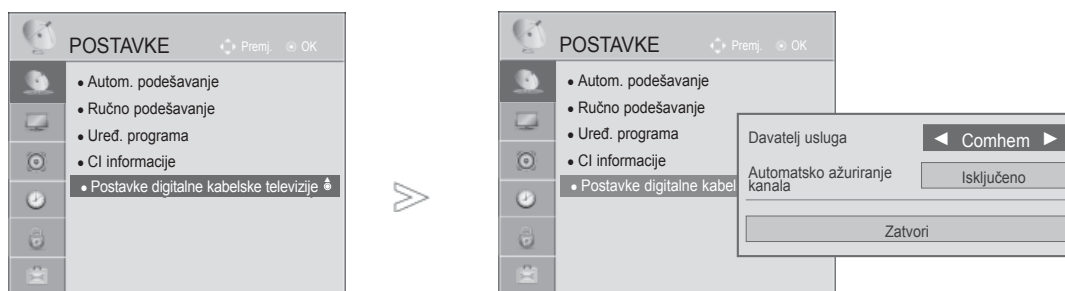 POSTAVKE Premj. OK
• Autom. podešavanje
• Ručno podešavanje
• Uređ. programa
• CI informacije
• Postavke digitalne kabelske televizije
POSTAVKE Premj. OK
• Autom. podešavanje
• Ručno podešavanje
• Uređ. programa
• CI informacije
• Postavke digitalne kabel
Davatelj usluga ◄ Comhem ►
Automatsko ažuriranje
kanala Isključeno
Zatvori